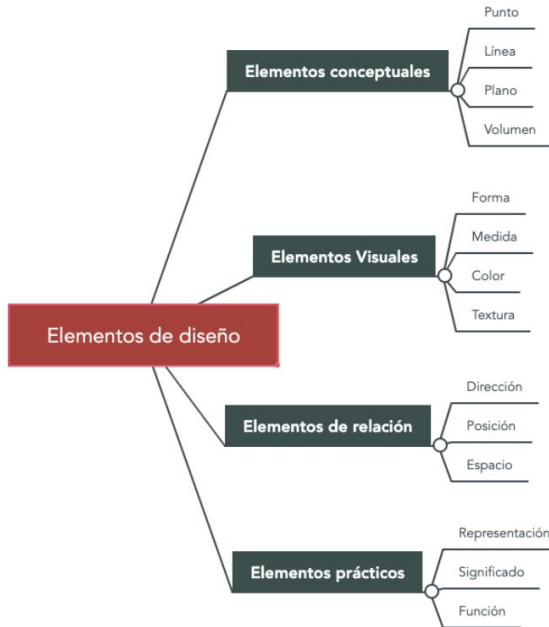 Elementos de diseño
Elementos conceptuales
Punto
Línea
Plano
Volumen
Elementos Visuales
Forma
Medida
Color
Textura
Elementos de relación
Dirección
Posición
Espacio
Elementos prácticos
Representación
Significado
Función